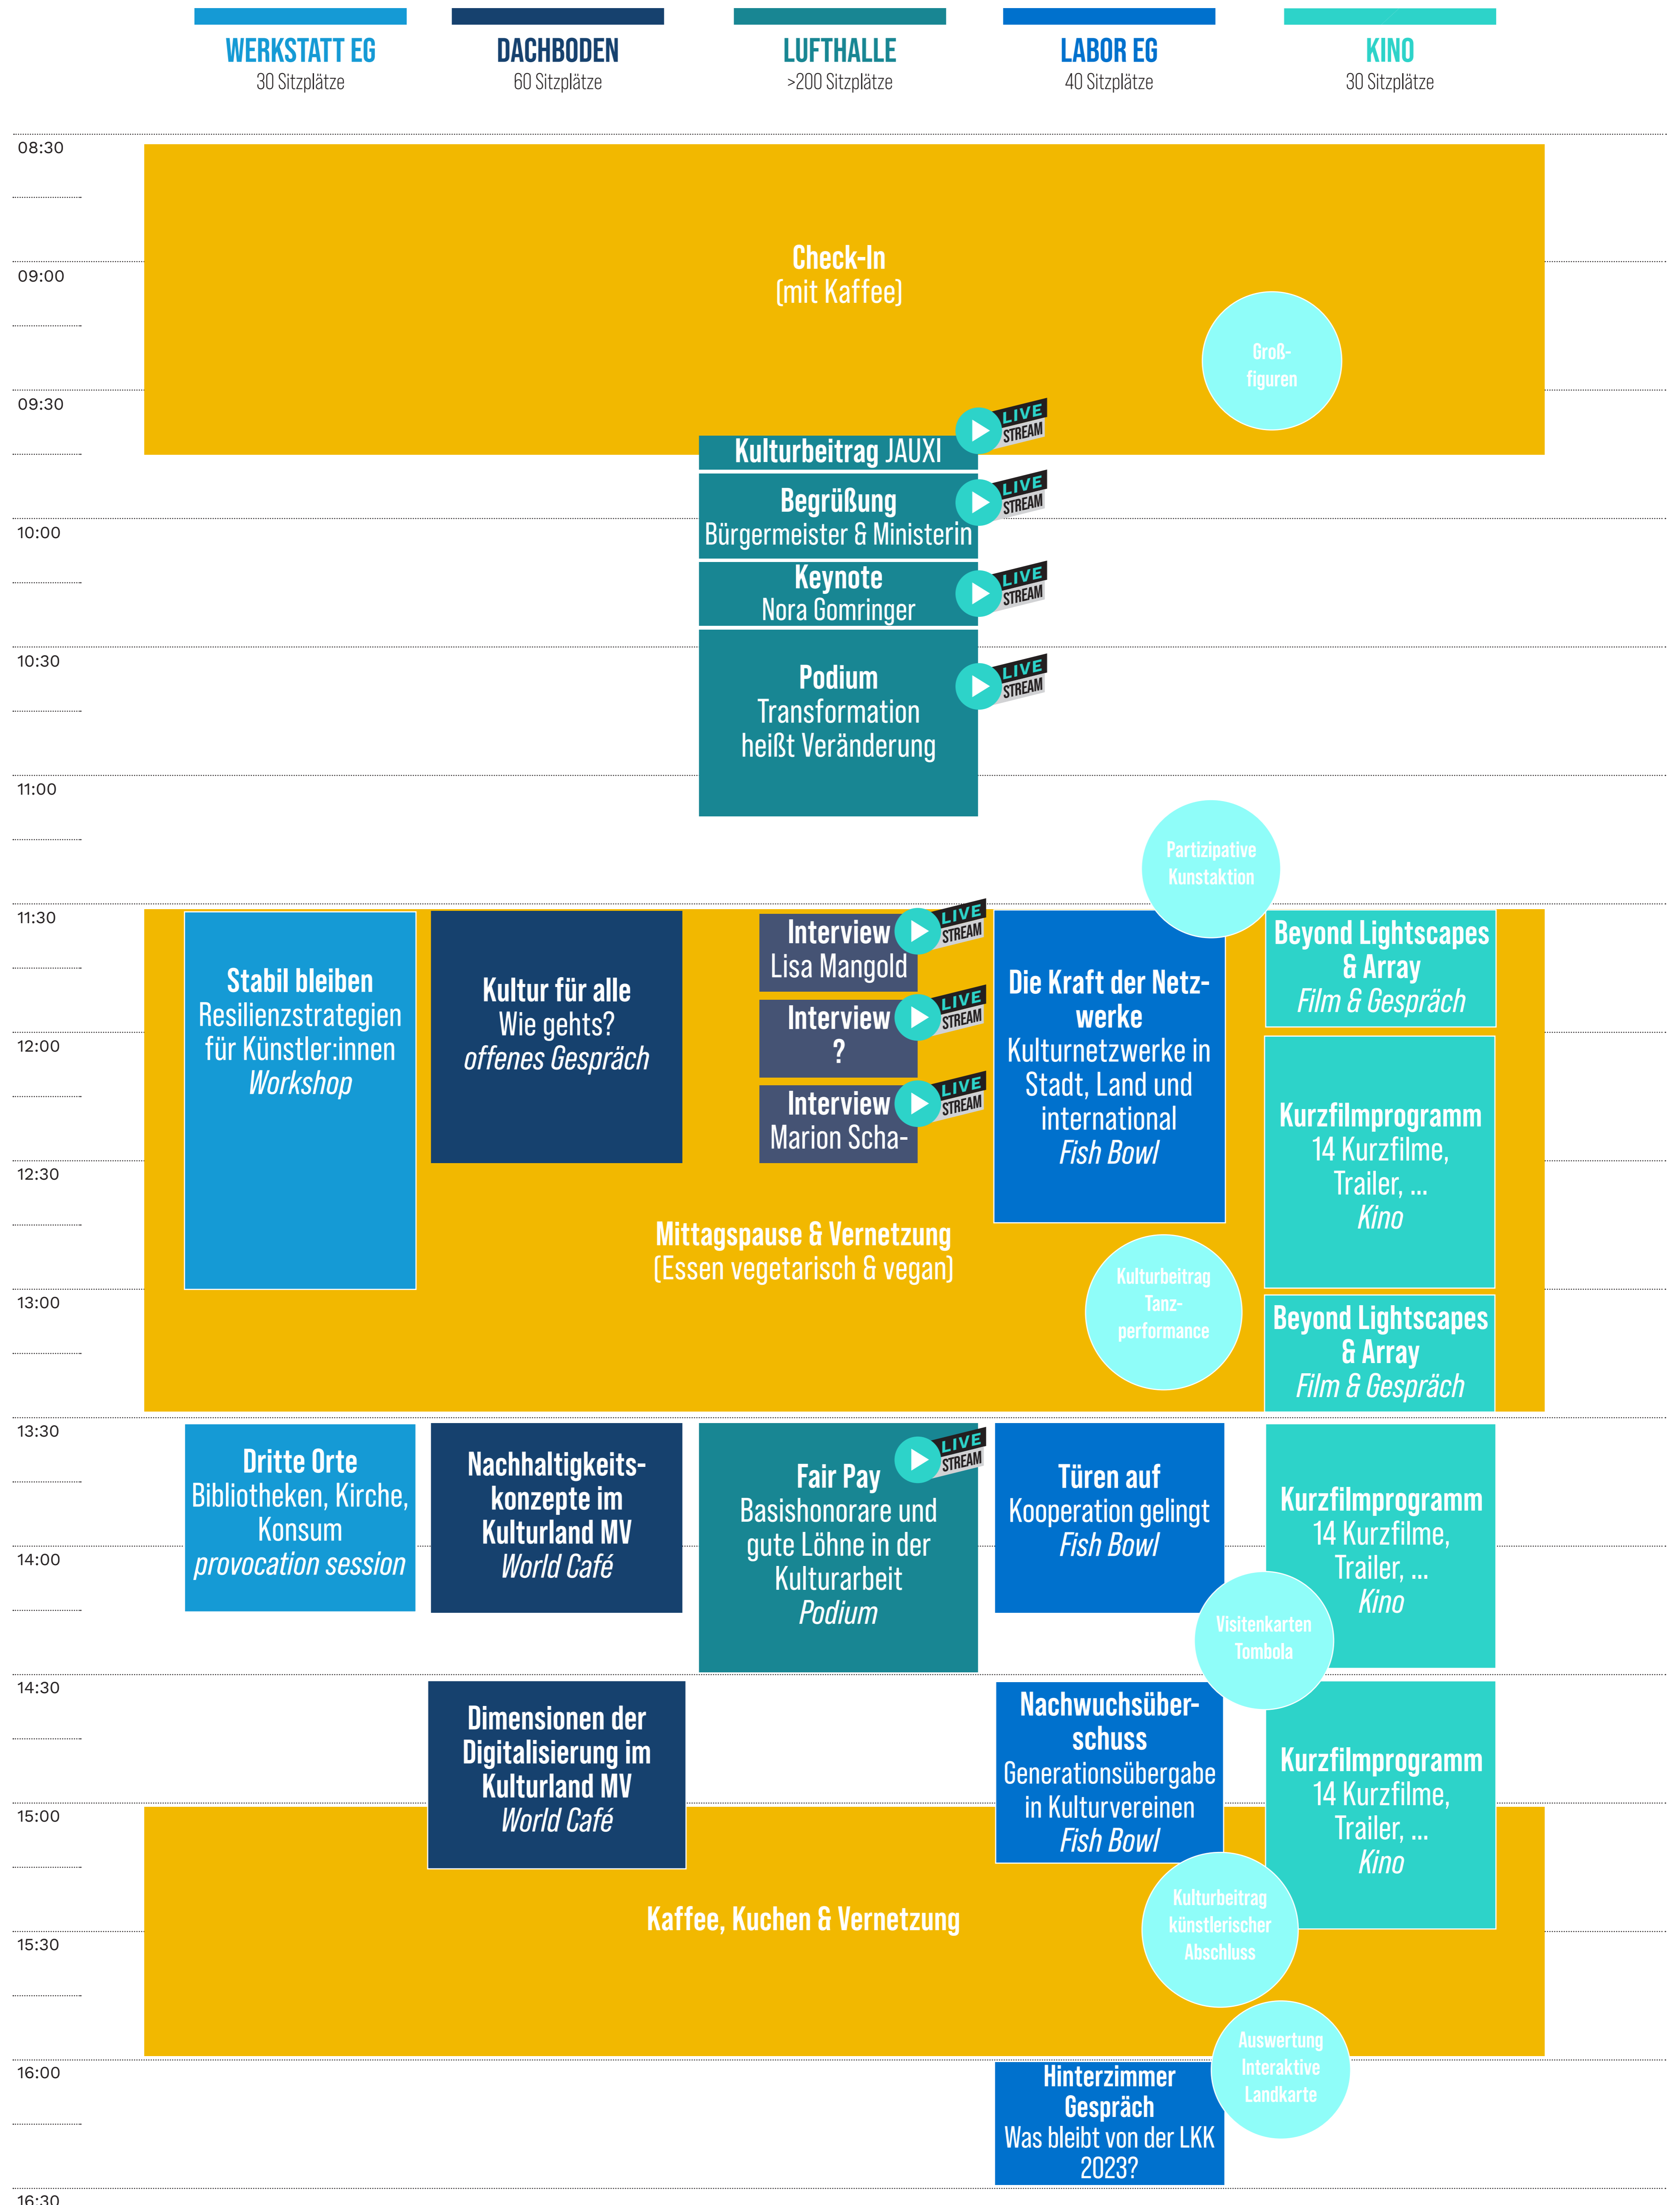 WERKSTATT EG
30 Sitzplätze
DACHBODEN
60 Sitzplätze
LUFTHALLE
>200 Sitzplätze
LABOR EG
40 Sitzplätze
KINO
30 Sitzplätze
08:30
Check-In
(mit Kaffee)
09:00
Groß-
figuren
09:30
Kulturbeitrag JAUXI
LIVE
STREAM
Begrüßung
Bürgermeister & Ministerin
LIVE
STREAM
10:00
Keynote
Nora Gomringer
LIVE
STREAM
10:30
Podium
Transformation
heißt Veränderung
LIVE
STREAM
11:00
Partizipative
Kunstaktion
11:30
Stabil bleiben
Resilienzstrategien
für Künstler:innen
Workshop
Kultur für alle
Wie gehts?
offenes Gespräch
Interview
Lisa Mangold
LIVE
STREAM
Interview
?
LIVE
STREAM
Interview
Marion Scha-
LIVE
STREAM
Die Kraft der Netz-
werke
Kulturnetzwerke in
Stadt, Land und
international
Fish Bowl
Beyond Lightscapes
& Array
Film & Gespräch
12:00
Kurzfilmprogramm
14 Kurzfilme,
Trailer, ...
Kino
12:30
Mittagspause & Vernetzung
(Essen vegetarisch & vegan)
Kulturbeitrag
Tanz-
performance
13:00
Beyond Lightscapes
& Array
Film & Gespräch
13:30
Dritte Orte
Bibliotheken, Kirche,
Konsum
provocation session
Nachhaltigkeits-
konzepte im
Kulturland MV
World Café
Fair Pay
Basishonorare und
gute Löhne in der
Kulturarbeit
Podium
LIVE
STREAM
Türen auf
Kooperation gelingt
Fish Bowl
Kurzfilmprogramm
14 Kurzfilme,
Trailer, ...
Kino
14:00
Visitenkarten
Tombola
14:30
Dimensionen der
Digitalisierung im
Kulturland MV
World Café
Nachwuchsüber-
schuss
Generationsübergabe
in Kulturvereinen
Fish Bowl
Kurzfilmprogramm
14 Kurzfilme,
Trailer, ...
Kino
15:00
Kaffee, Kuchen & Vernetzung
Kulturbeitrag
künstlerischer
Abschluss
15:30
Auswertung
Interaktive
Landkarte
16:00
Hinterzimmer
Gespräch
Was bleibt von der LKK
2023?
16:30